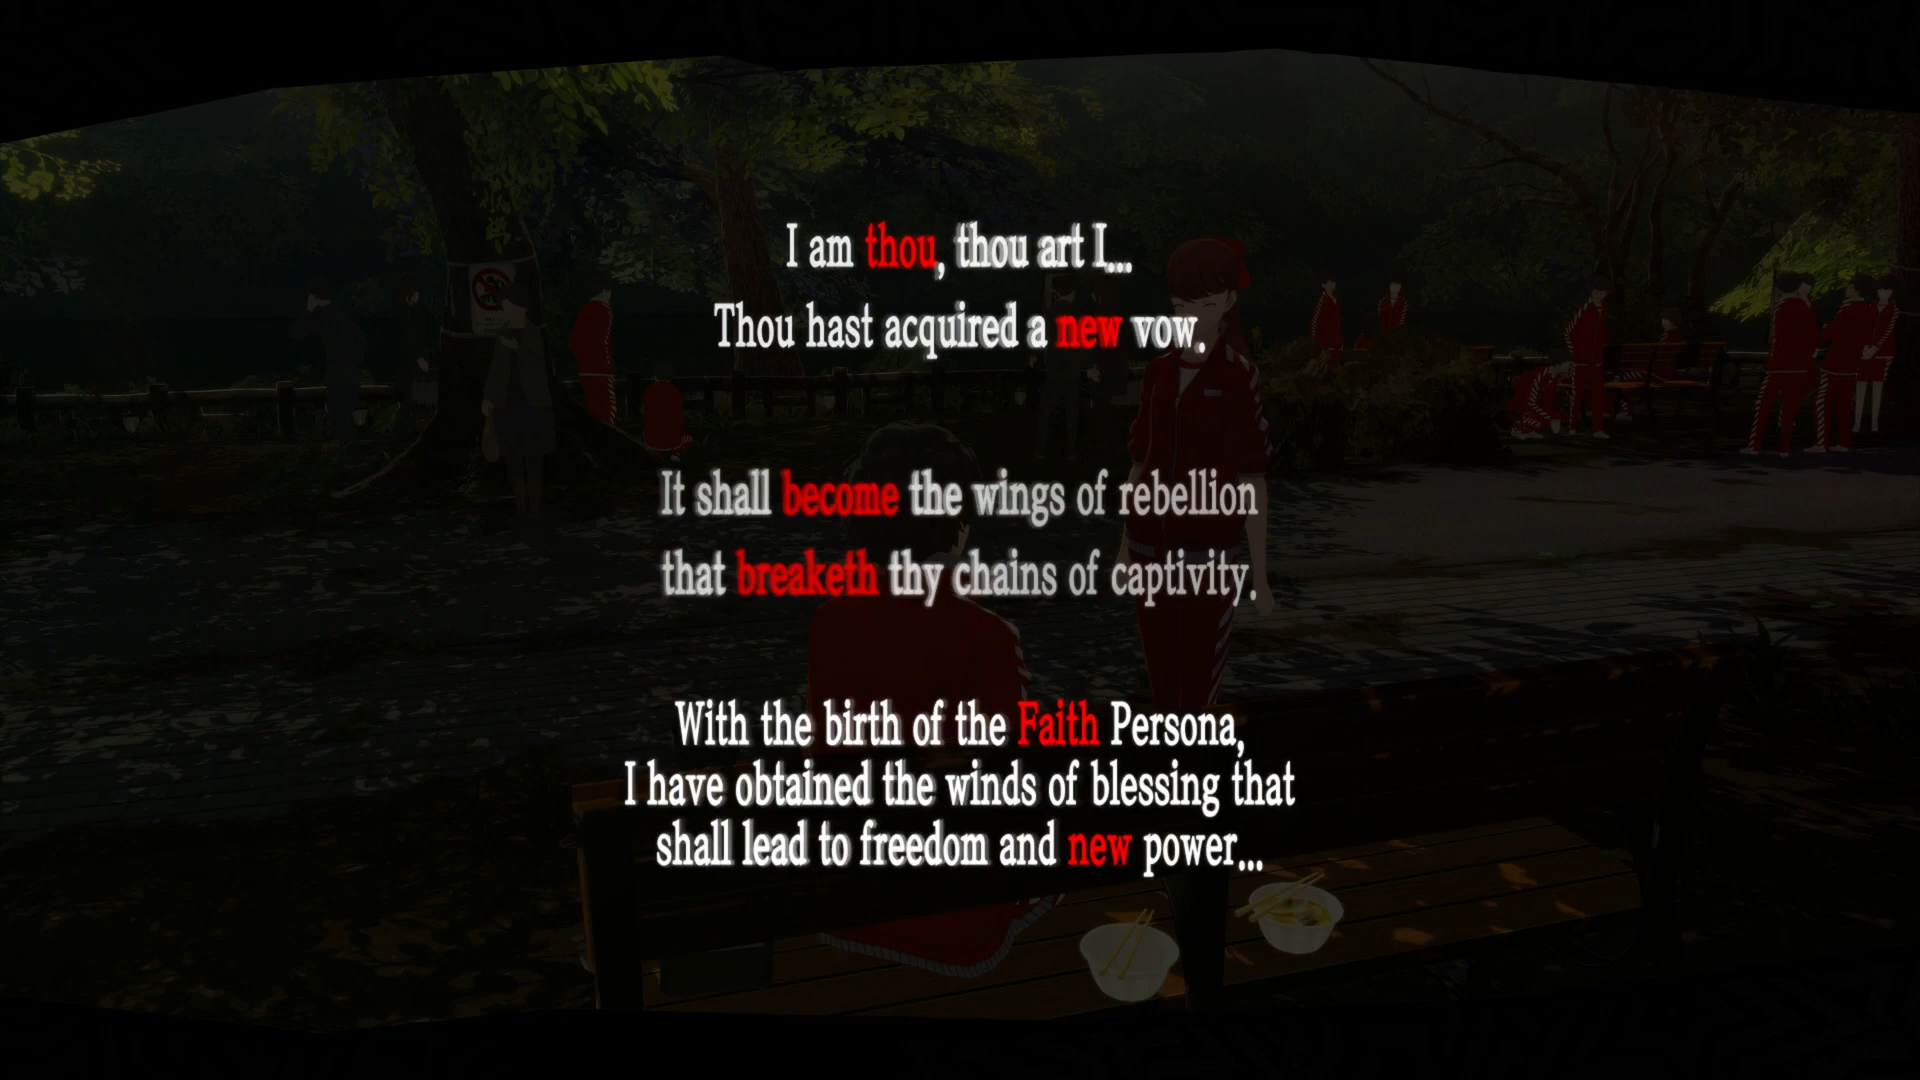 I am thou, thou art I...
Thou hast acquired a new vow.
It shall become the wings of rebellion
that breaketh thy chains of captivity.
With the birth of the Faith Persona,
I have obtained the winds of blessing that
shall lead to freedom and new power...